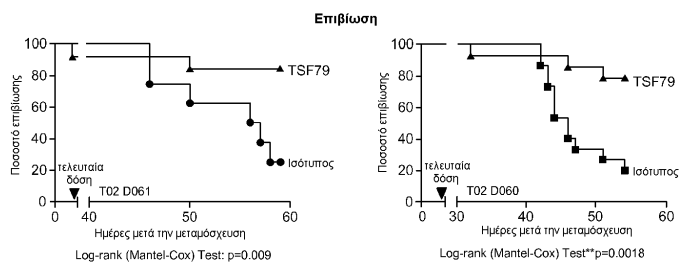 Επιβίωση
100
80
60
40
20
0
Ποσοστό επιβίωσης
TSF79
Ισότυπος
τελευταία
δόση
T02 D061
0
40
50
60
Ημέρες μετά την μεταμόσχευση
Log-rank (Mantel-Cox) Test: p=0.009
100
80
60
40
20
0
Ποσοστό επιβίωσης
TSF79
Ισότυπος
τελευταία
δόση
T02 D060
0
30
40
50
60
Ημέρες μετά την μεταμόσχευση
Log-rank (Mantel-Cox) Test**p=0.0018